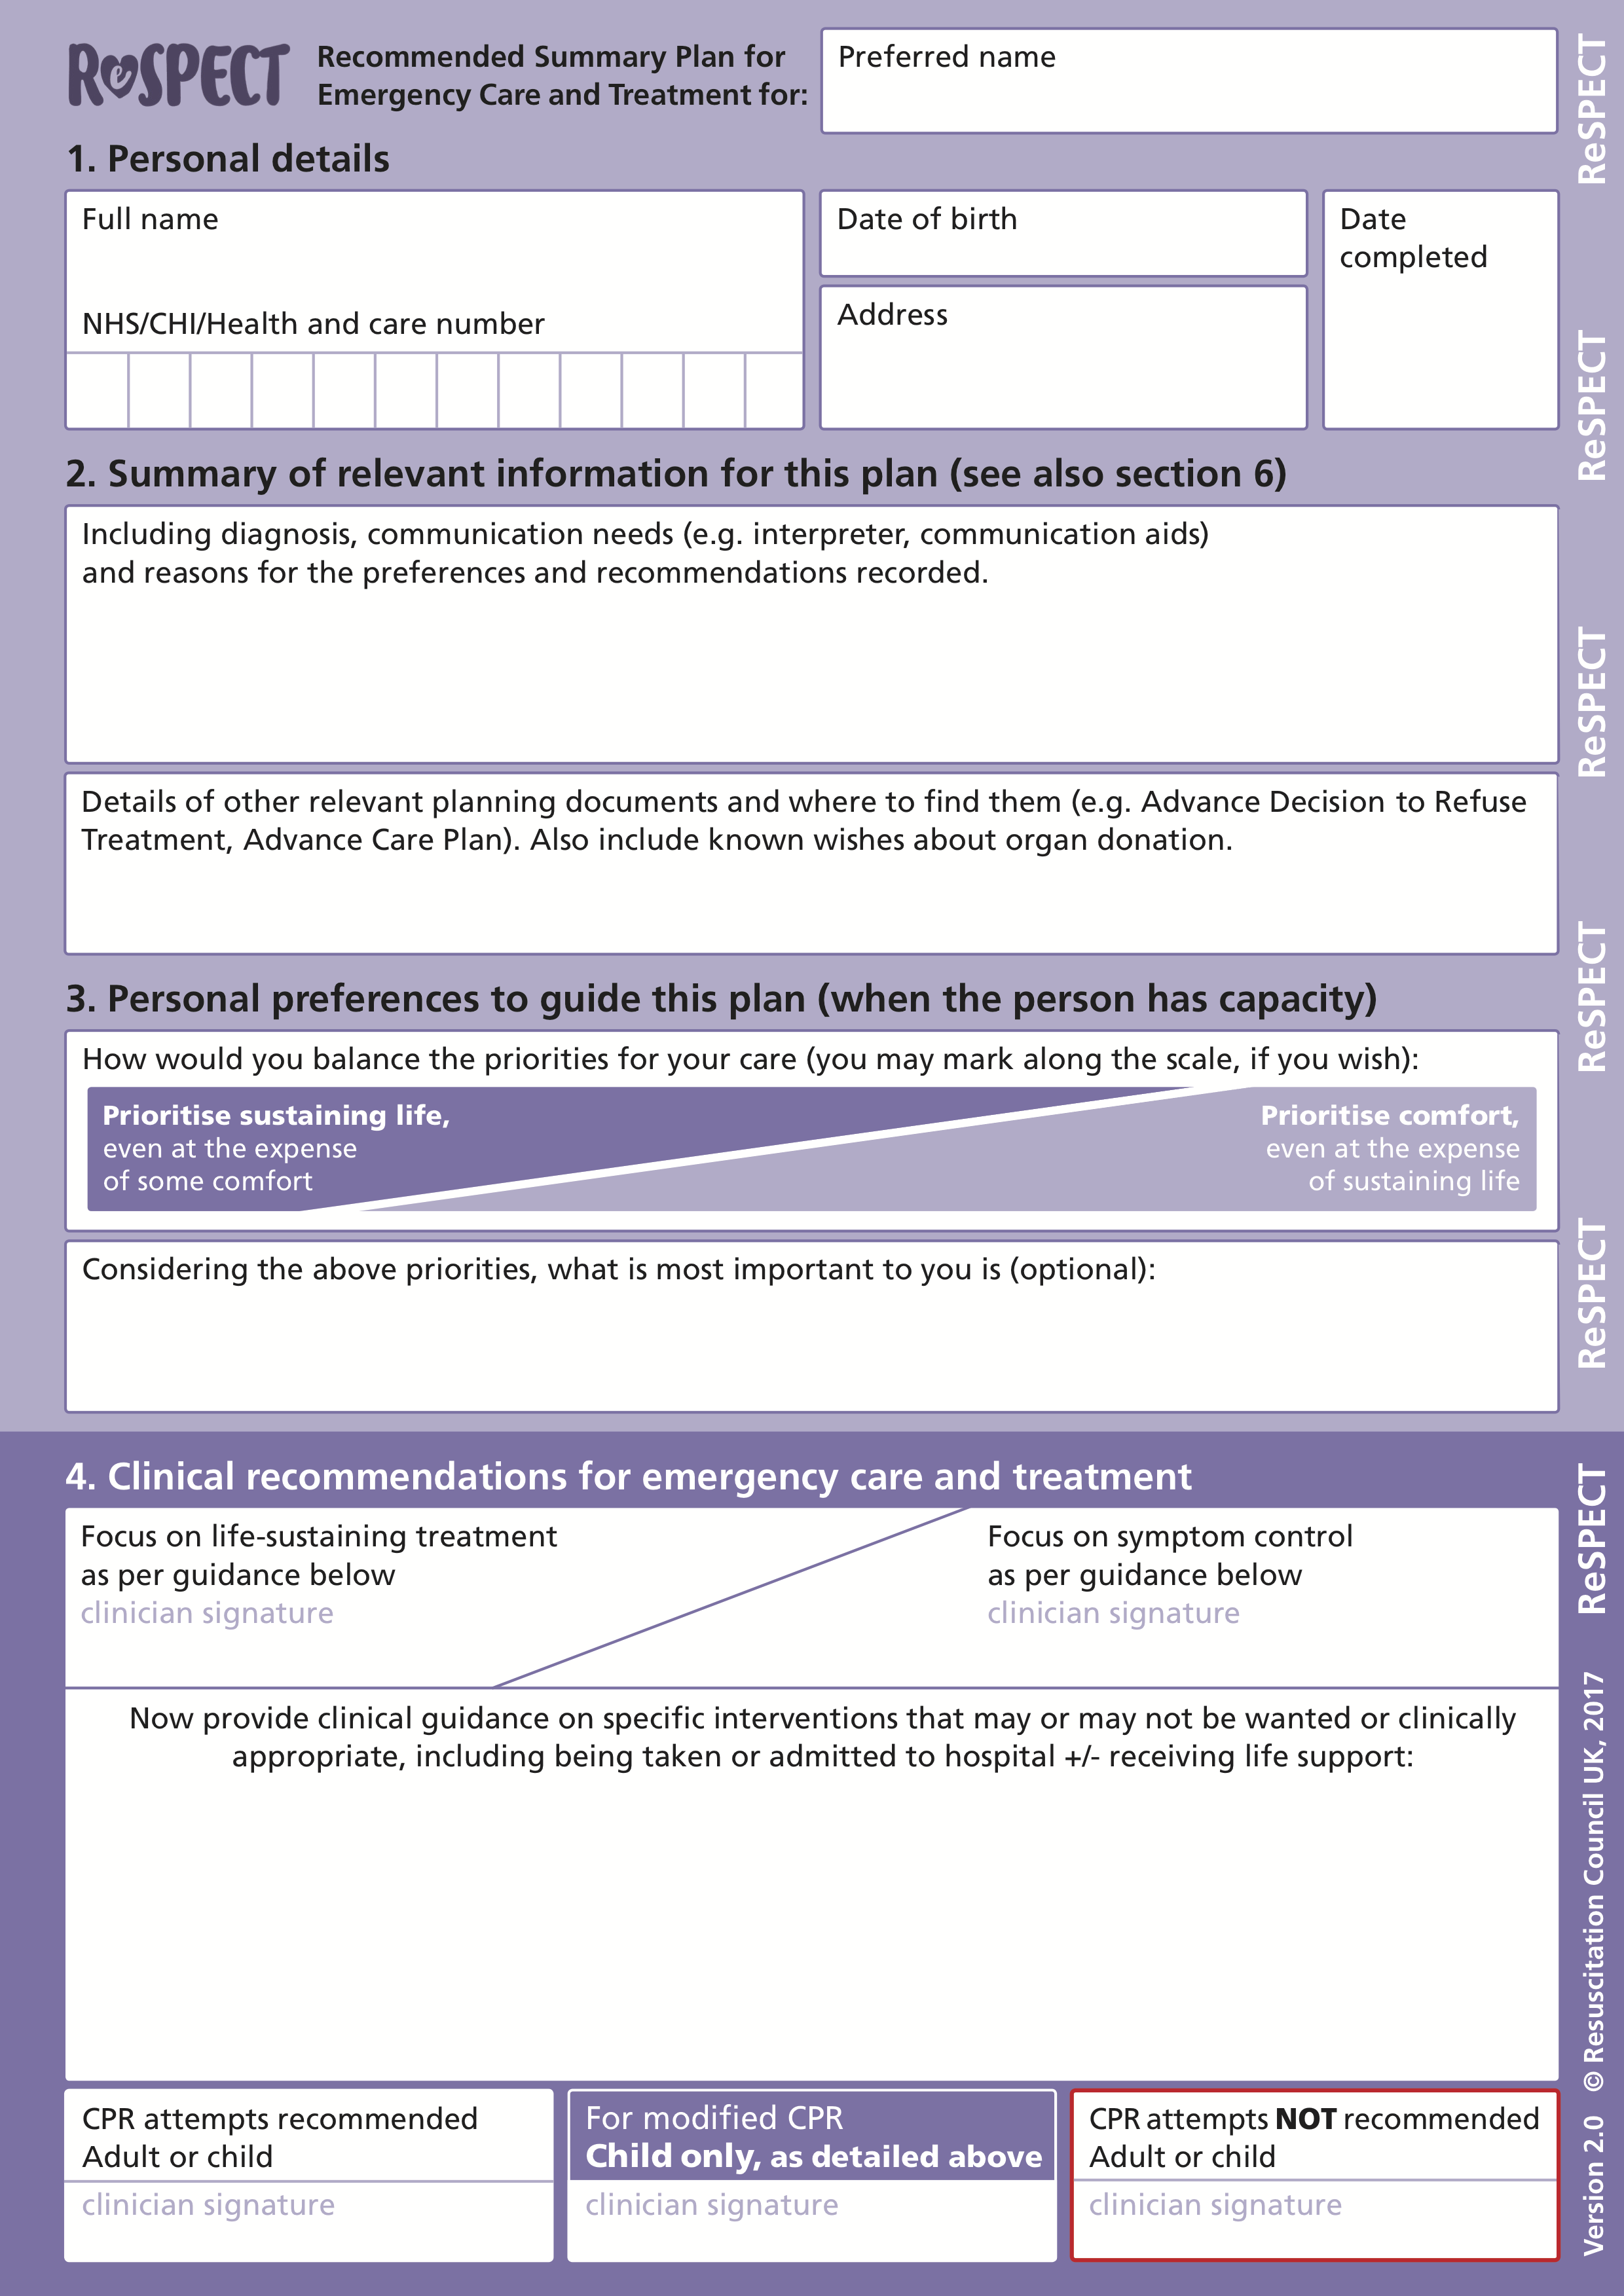 ReSPECT
Recommended Summary Plan for
Emergency Care and Treatment for:
Preferred name
1. Personal details
Full name
Date of birth
Date
completed
NHS/CHI/Health and care number
Address
2. Summary of relevant information for this plan (see also section 6)
Including diagnosis, communication needs (e.g. interpreter, communication aids)
and reasons for the preferences and recommendations recorded.
Details of other relevant planning documents and where to find them (e.g. Advance Decision to Refuse
Treatment, Advance Care Plan). Also include known wishes about organ donation.
3. Personal preferences to guide this plan (when the person has capacity)
How would you balance the priorities for your care (you may mark along the scale, if you wish):
Prioritise sustaining life,
even at the expense
of some comfort
Prioritise comfort,
even at the expense
of sustaining life
Considering the above priorities, what is most important to you is (optional):
4. Clinical recommendations for emergency care and treatment
Focus on life-sustaining treatment
as per guidance below
clinician signature
Focus on symptom control
as per guidance below
clinician signature
Now provide clinical guidance on specific interventions that may or may not be wanted or clinically
appropriate, including being taken or admitted to hospital +/- receiving life support:
CPR attempts recommended
Adult or child
clinician signature
For modified CPR
Child only, as detailed above
clinician signature
CPR attempts NOT recommended
Adult or child
clinician signature
ReSPECT
ReSPECT
ReSPECT
ReSPECT
ReSPECT
ReSPECT
Version 2.0 © Resuscitation Council UK, 2017